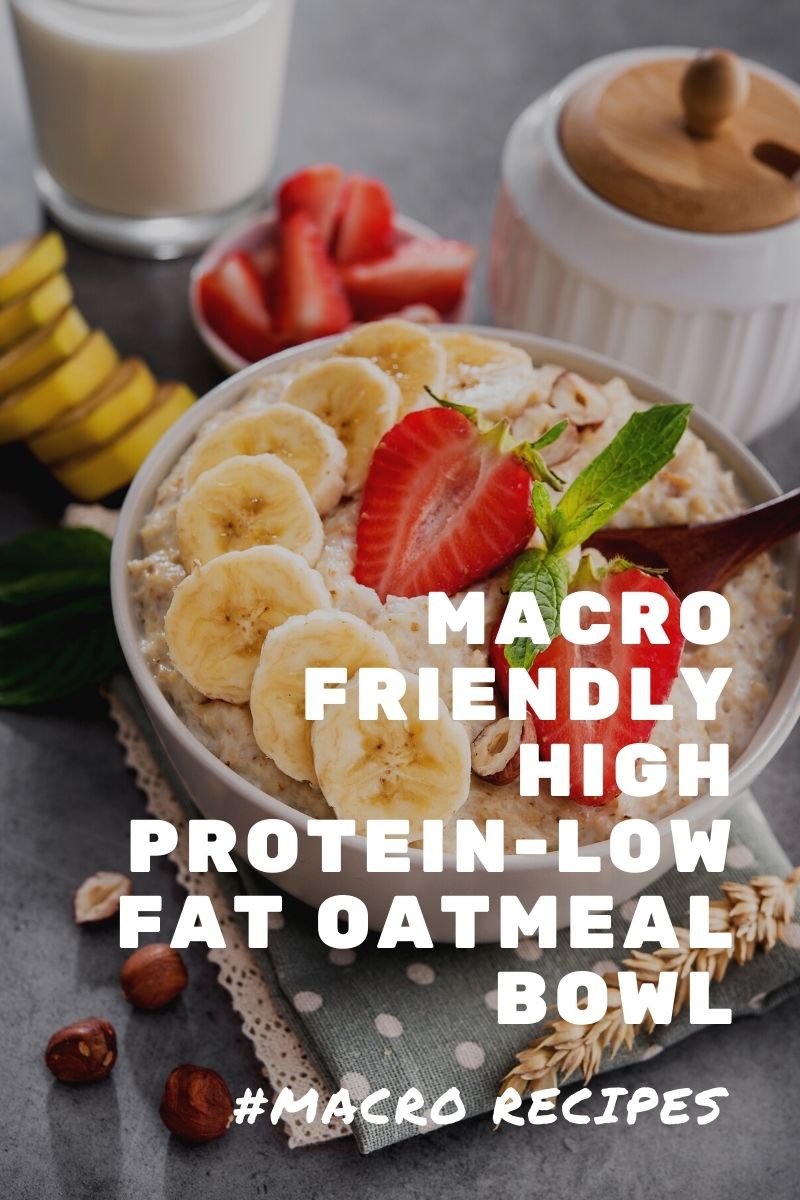 MACRO
FRIENDLY
HIGH
PROTEIN-LOW
FAT OATMEAL
BOWL
#MACRO RECIPES